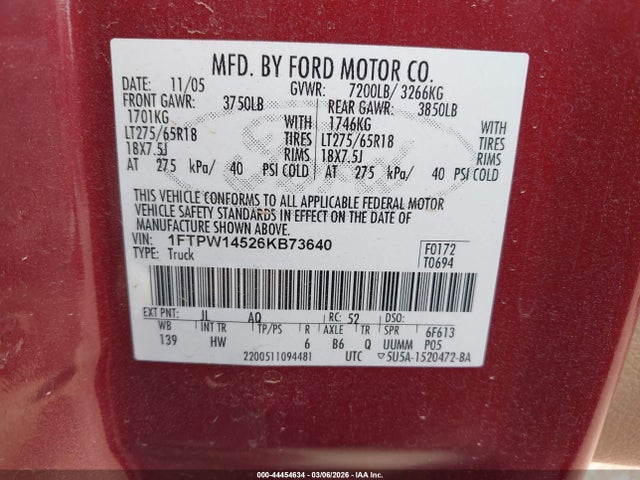 MFD. BY FORD MOTOR CO.
DATE: 11/05 GVWR: 7200LB/ 3266KG
FRONT GAWR: 3750LB REAR GAWR: 3850LB
1701KG WITH 1746KG WITH
LT275/65R18 TIRES LT275/65R18 TIRES
18X7.5J RIMS 18X7.5J RIMS
AT 275 kPa/ 40 PSI COLD AT 275 kPa/ 40 PSI COLD
THIS VEHICLE CONFORMS TO ALL APPLICABLE FEDERAL MOTOR
VEHICLE SAFETY STANDARDS IN EFFECT ON THE DATE OF
MANUFACTURE SHOWN ABOVE.
VIN: 1FTPW14526KB73640 F0172
TYPE: Truck T0694
EXT PNT: JL AQ RC: 52 DSO:
WB INT TR TP/PS R AXLE TR SPR 6F613
139 HW 6 B6 Q UUMM P05
2200511094481 UTC ▽5U5A-1520472-BA
000-44454634 | 03/06/2026 | IAA Inc.